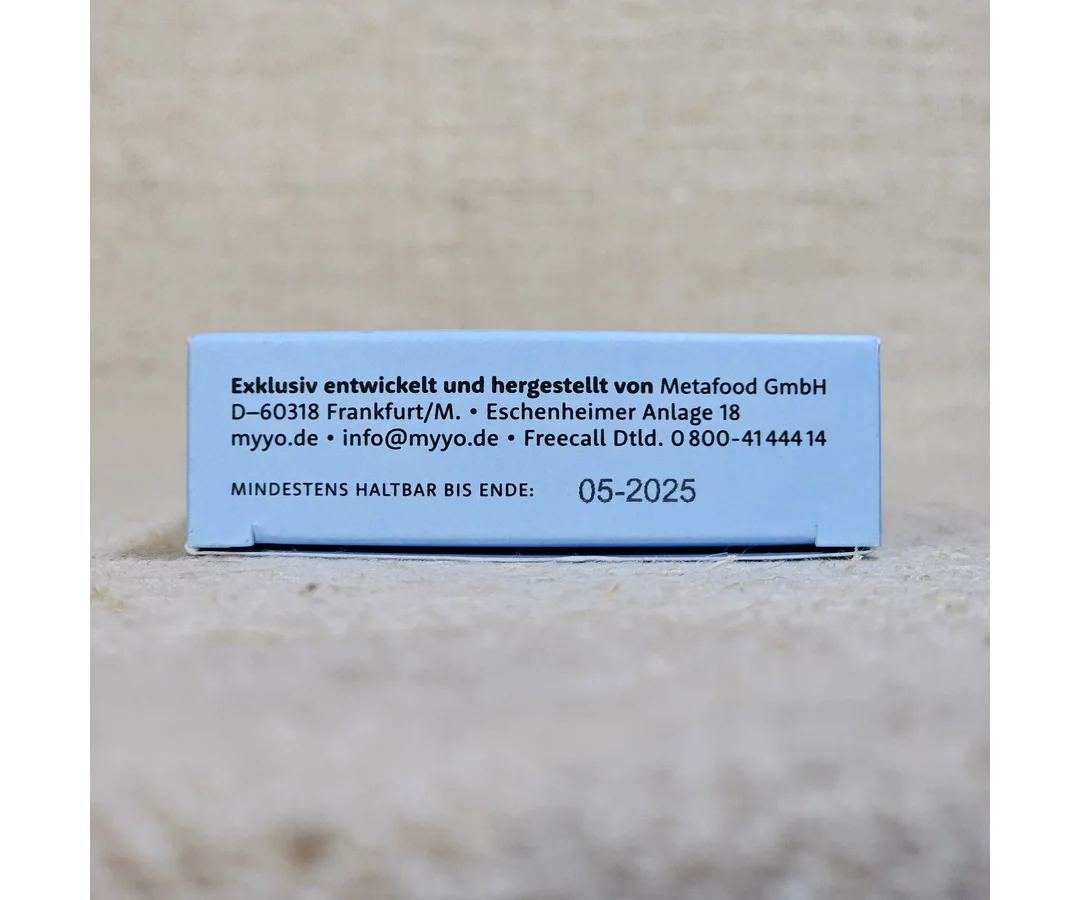 Exklusiv entwickelt und hergestellt von Metafood GmbH
D–60318 Frankfurt/M. • Eschenheimer Anlage 18
myyo.de • info@myyo.de • Freecall Dtld. 0 800-41 444 14
MINDESTENS HALTBAR BIS ENDE: 05-2025